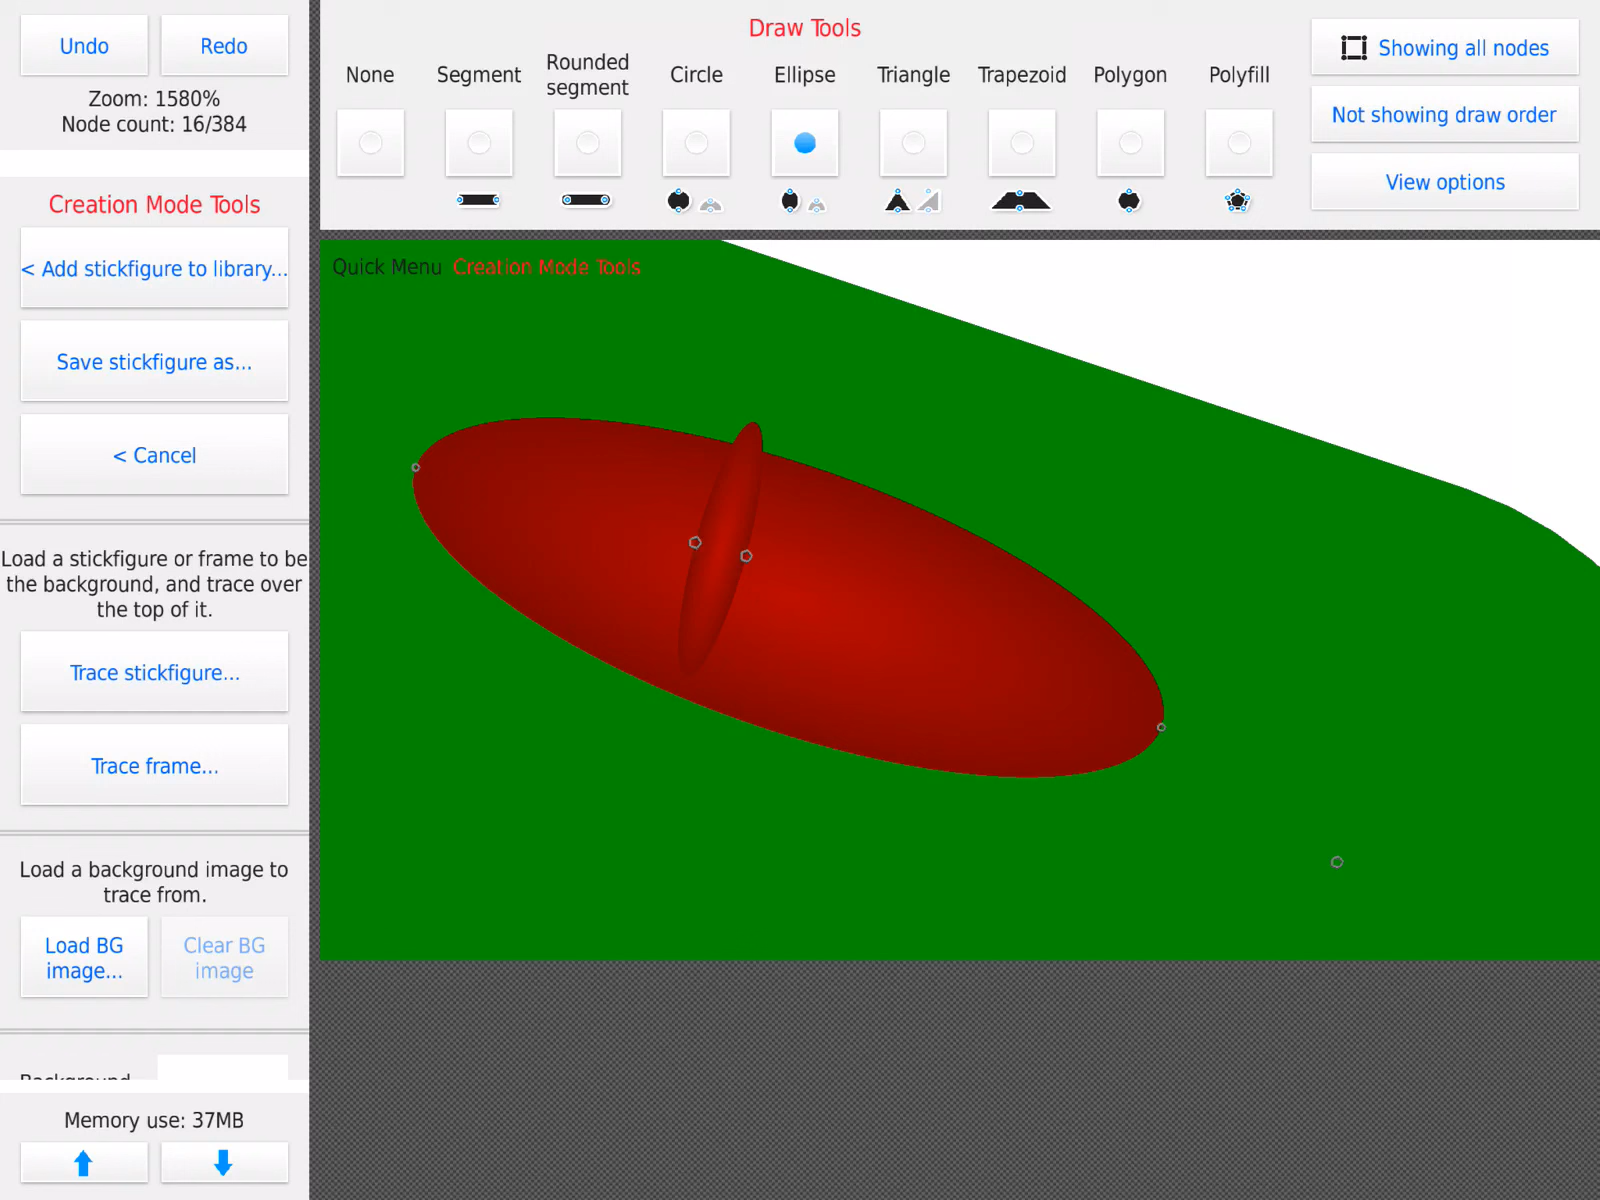 Undo
Redo
Zoom: 1580%
Node count: 16/384
Creation Mode Tools
< Add stickfigure to library...
Save stickfigure as...
< Cancel
Load a stickfigure or frame to be
the background, and trace over
the top of it.
Trace stickfigure...
Trace frame...
Load a background image to
trace from.
Load BG
image...
Clear BG
image
Background
Memory use: 37MB
Draw Tools
None
Segment
Rounded
segment
Circle
Ellipse
Triangle
Trapezoid
Polygon
Polyfill
Showing all nodes
Not showing draw order
View options
Quick Menu Creation Mode Tools